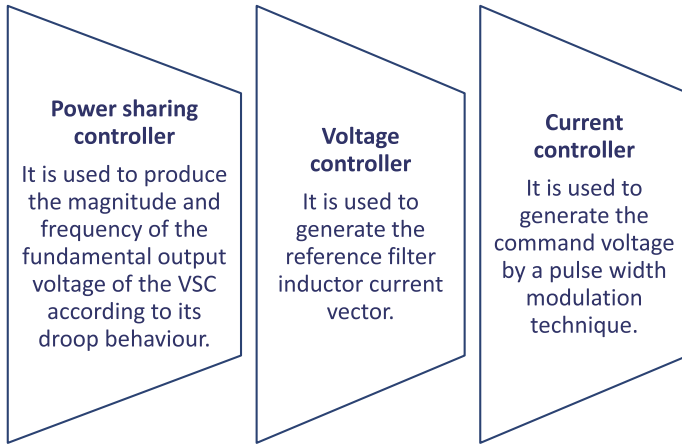 Power sharing
controller
It is used to produce
the magnitude and
frequency of the
fundamental output
voltage of the VSC
according to its
droop behaviour.
Voltage
controller
It is used to
generate the
reference filter
inductor current
vector.
Current
controller
It is used to
generate the
command voltage
by a pulse width
modulation
technique.